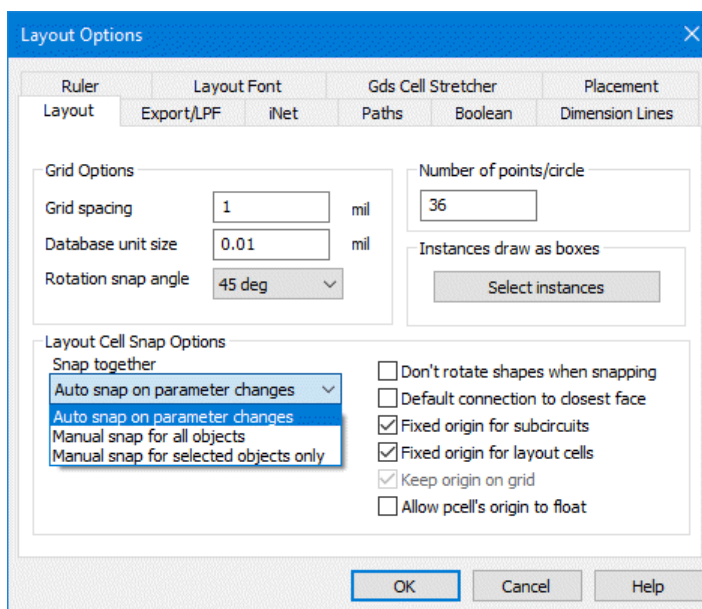 Layout Options
Ruler
Layout Font
Gds Cell Stretcher
Placement
Layout
Export/LPF
iNet
Paths
Boolean
Dimension Lines
Grid Options
Grid spacing
1
mil
Database unit size
0.01
mil
Rotation snap angle
45 deg
Number of points/circle
36
Instances draw as boxes
Select instances
Layout Cell Snap Options
Snap together
Auto snap on parameter changes
Auto snap on parameter changes
Manual snap for all objects
Manual snap for selected objects only
Don't rotate shapes when snapping
Default connection to closest face
Fixed origin for subcircuits
Fixed origin for layout cells
Keep origin on grid
Allow pcell's origin to float
OK
Cancel
Help